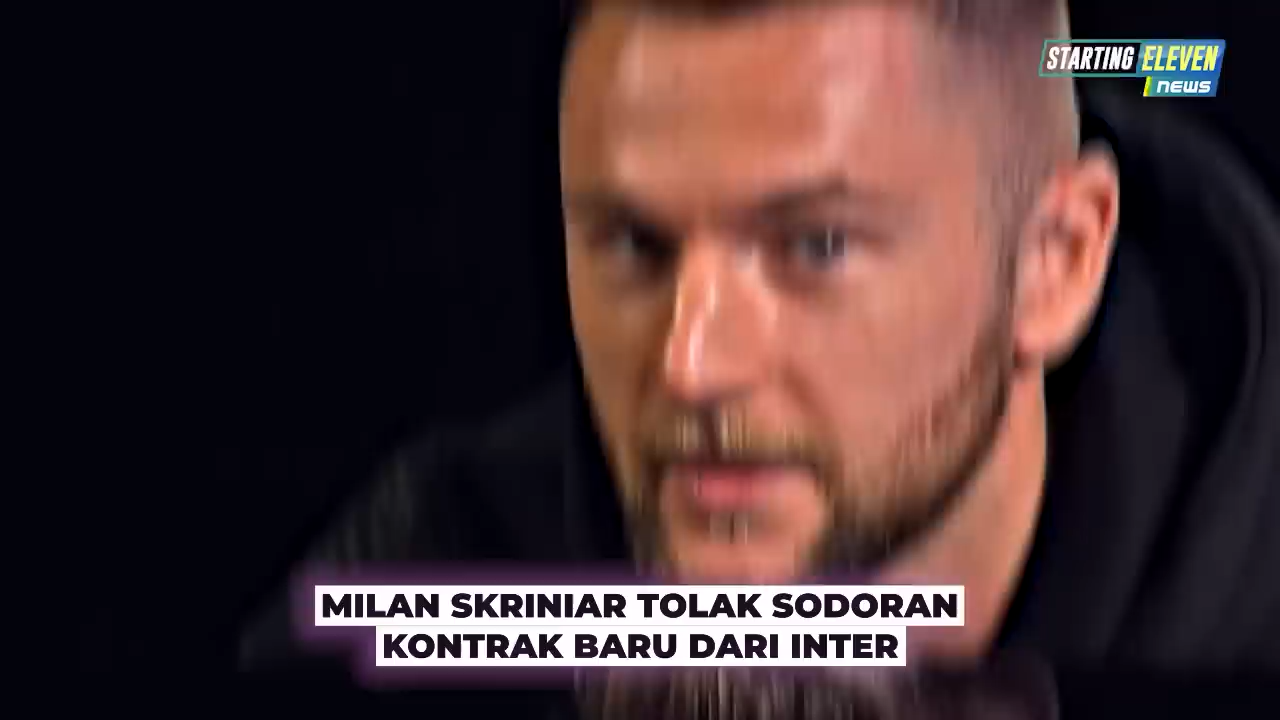 STARTING ELEVEN
news
MILAN SKRINIAR TOLAK SODORAN
KONTRAK BARU DARI INTER